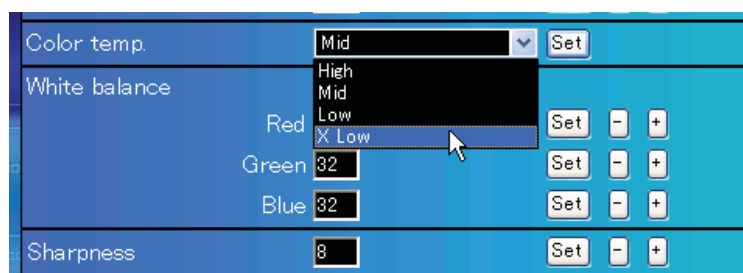 Color temp. Mid Set
High
White balance Mid
Low
Red X Low Set - +
Green 32 Set - +
Blue 32 Set - +
Sharpness 8 Set - +